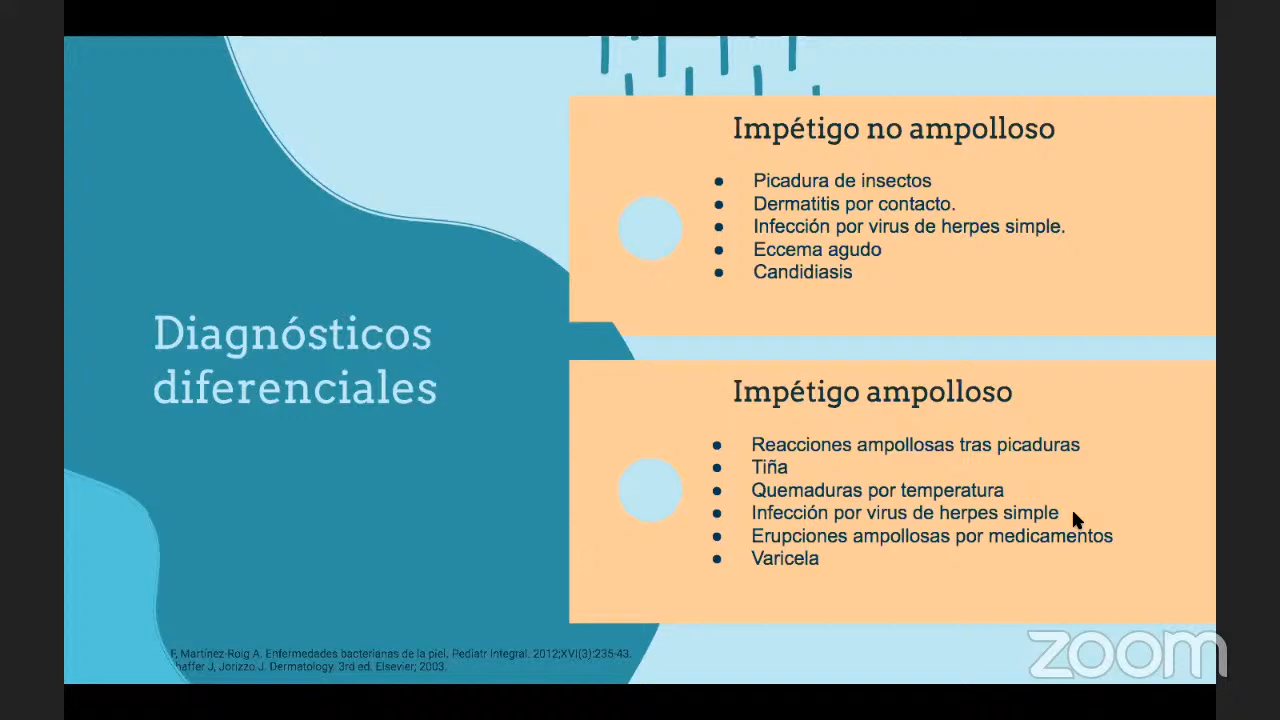 Diagnósticos
diferenciales
Impétigo no ampolloso
● Picadura de insectos
● Dermatitis por contacto.
● Infección por virus de herpes simple.
● Eccema agudo
● Candidiasis
Impétigo ampolloso
● Reacciones ampollosas tras picaduras
● Tiña
● Quemaduras por temperatura
● Infección por virus de herpes simple
● Erupciones ampollosas por medicamentos
● Varicela
F, Martínez-Roig A. Enfermedades bacterianas de la piel. Pediatr Integral. 2012;XVI(3):235-43.
haffer J, Jorizzo J. Dermatology. 3rd ed. Elsevier; 2003.
zoom